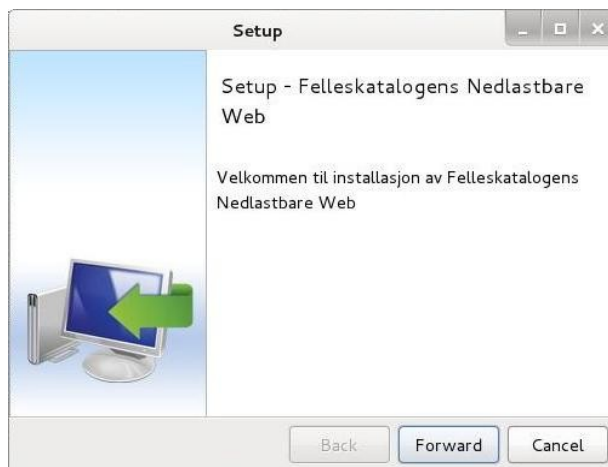 Setup
Setup - Felleskatalogens Nedlastbare
Web
Velkommen til installasjon av Felleskatalogens
Nedlastbare Web
Back
Forward
Cancel